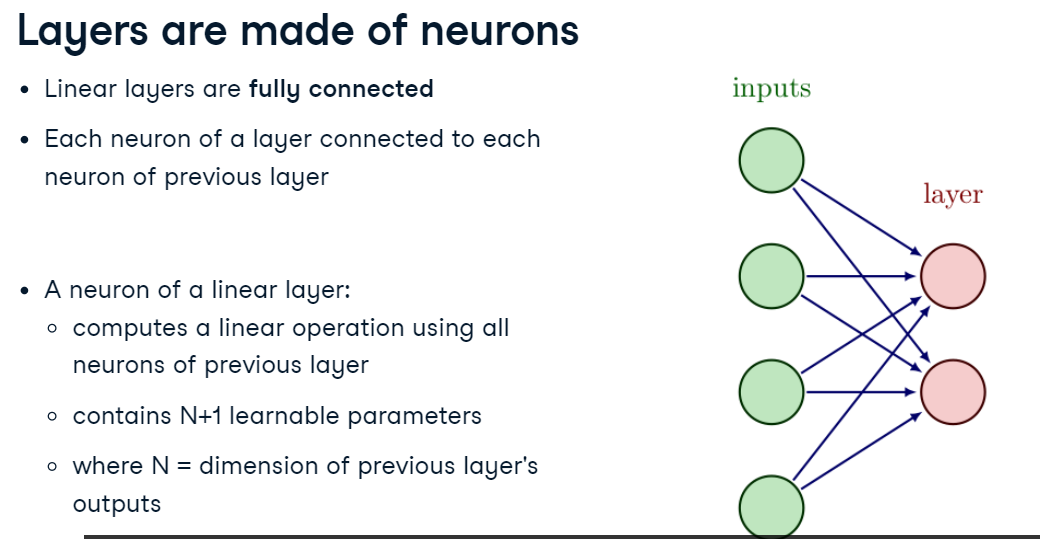 Layers are made of neurons
• Linear layers are fully connected
• Each neuron of a layer connected to each
neuron of previous layer
• A neuron of a linear layer:
◦ computes a linear operation using all
neurons of previous layer
◦ contains N+1 learnable parameters
◦ where N = dimension of previous layer's
outputs
inputs
layer